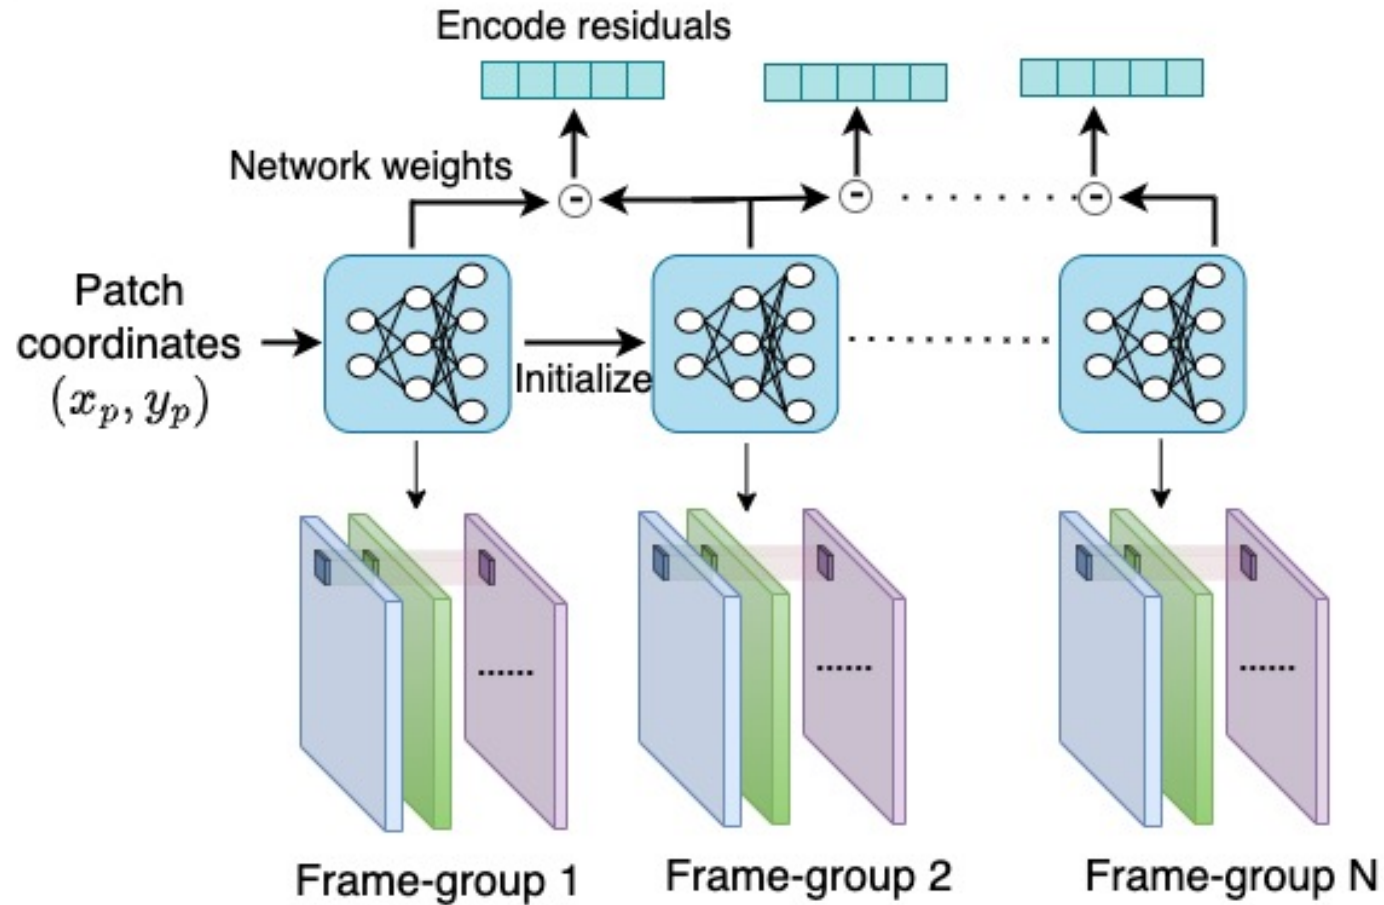 Encode residuals
Network weights
- - -
Patch
coordinates
(x_p, y_p)
Initialize
Frame-group 1
Frame-group 2
Frame-group N